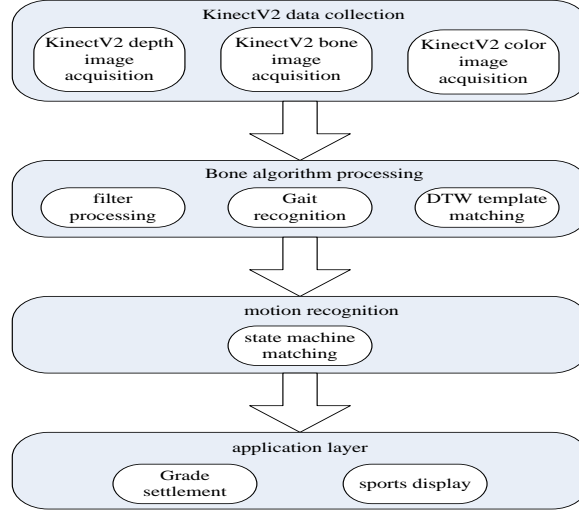 KinectV2 data collection
KinectV2 depth
image
acquisition
KinectV2 bone
image
acquisition
KinectV2 color
image
acquisition
Bone algorithm processing
filter
processing
Gait
recognition
DTW template
matching
motion recognition
state machine
matching
application layer
Grade
settlement
sports display